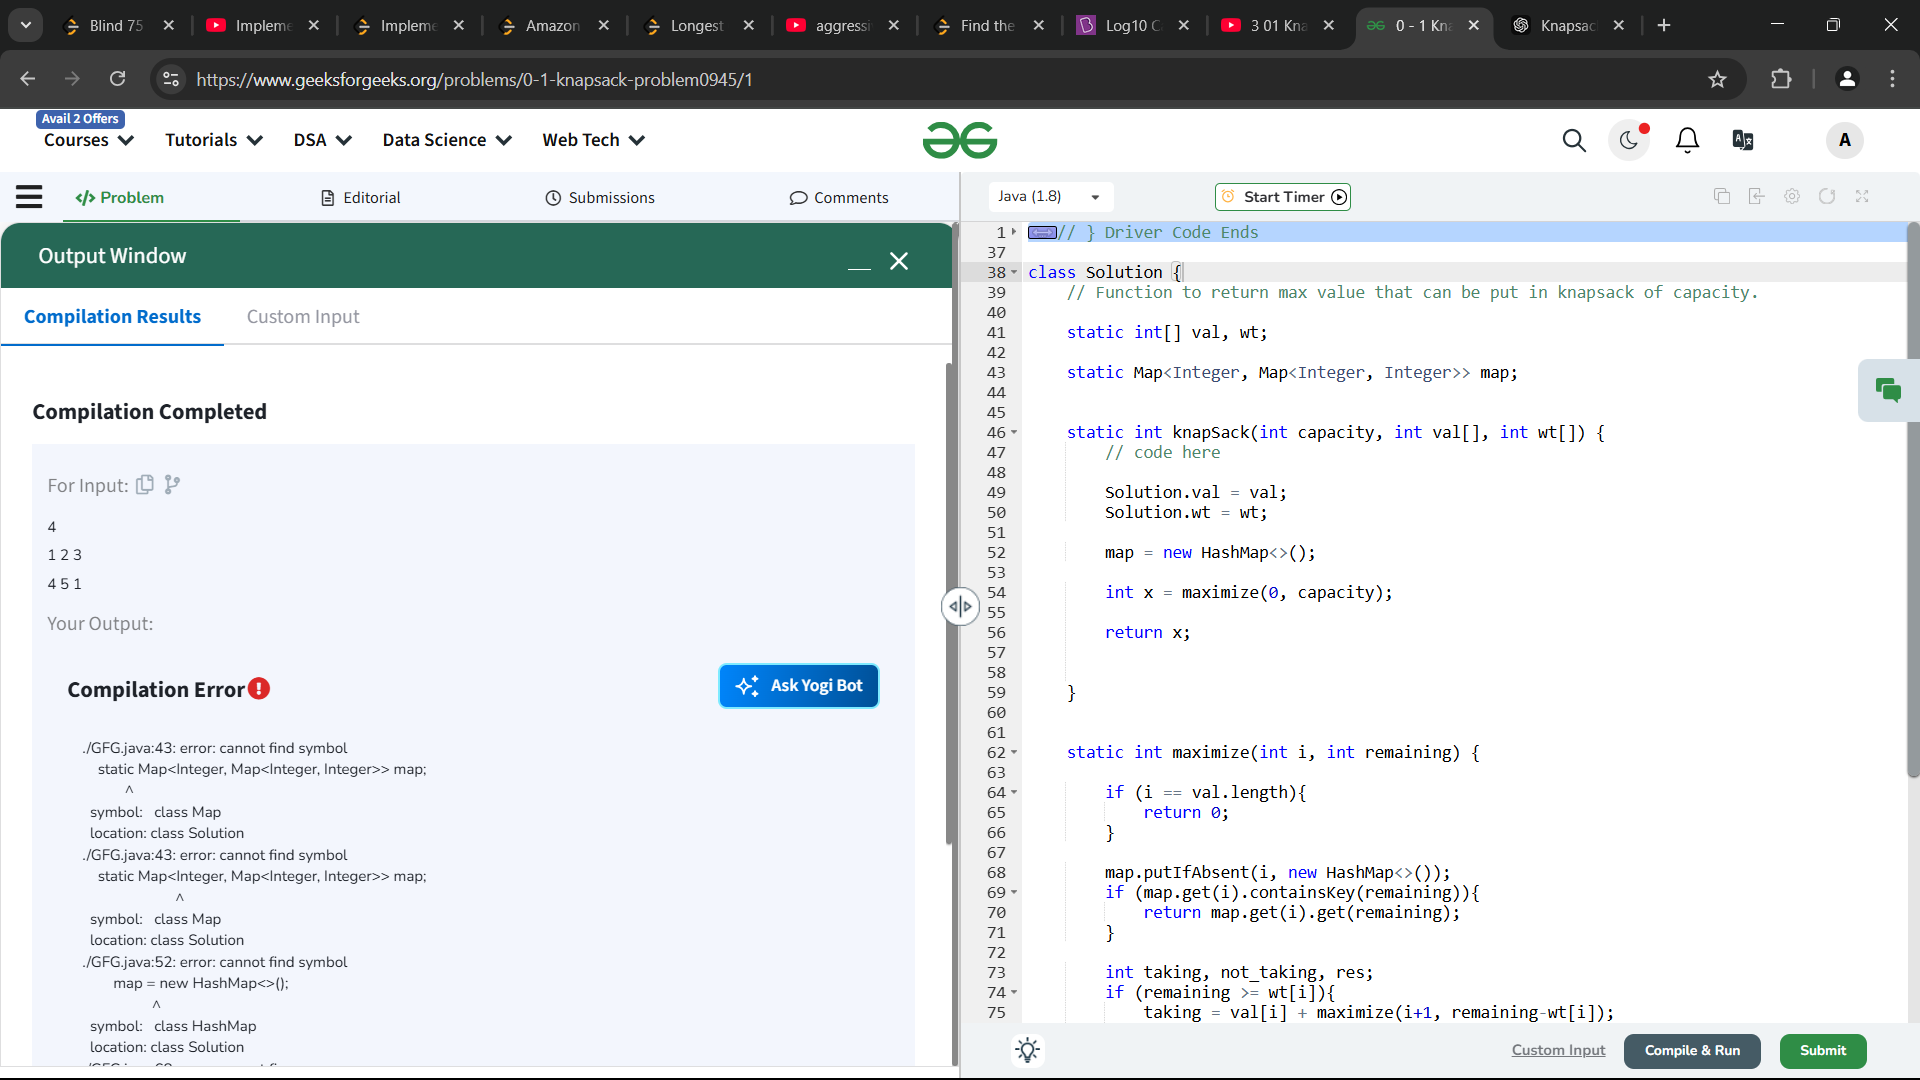 Blind 75
Impleme
Impleme
Amazon
Longest
aggressi
Find the
Log10 C
3 01 Kna
0 - 1 Kna
Knapsac
https://www.geeksforgeeks.org/problems/0-1-knapsack-problem0945/1
Avail 2 Offers
Courses
Tutorials
DSA
Data Science
Web Tech
A
Problem
Editorial
Submissions
Comments
Java (1.8)
Start Timer
Output Window
Compilation Results
Custom Input
Compilation Completed
For Input:
4
1 2 3
4 5 1
Your Output:
Compilation Error
Ask Yogi Bot
./GFG.java:43: error: cannot find symbol
static Map<Integer, Map<Integer, Integer>> map;
^
symbol: class Map
location: class Solution
./GFG.java:43: error: cannot find symbol
static Map<Integer, Map<Integer, Integer>> map;
^
symbol: class Map
location: class Solution
./GFG.java:52: error: cannot find symbol
map = new HashMap<>();
^
symbol: class HashMap
location: class Solution
1 // } Driver Code Ends
37
38 class Solution {
39 // Function to return max value that can be put in knapsack of capacity.
40
41 static int[] val, wt;
42
43 static Map<Integer, Map<Integer, Integer>> map;
44
45
46 static int knapSack(int capacity, int val[], int wt[]) {
47 // code here
48
49 Solution.val = val;
50 Solution.wt = wt;
51
52 map = new HashMap<>();
53
54 int x = maximize(0, capacity);
55
56 return x;
57
58
59 }
60
61
62 static int maximize(int i, int remaining) {
63
64 if (i == val.length){
65 return 0;
66 }
67
68 map.putIfAbsent(i, new HashMap<>());
69 if (map.get(i).containsKey(remaining)){
70 return map.get(i).get(remaining);
71 }
72
73 int taking, not_taking, res;
74 if (remaining >= wt[i]){
75 taking = val[i] + maximize(i+1, remaining-wt[i]);
Custom Input
Compile & Run
Submit